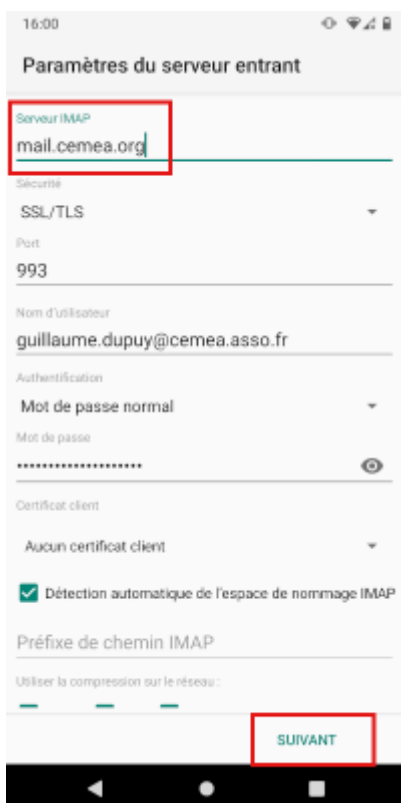 16:00
Paramètres du serveur entrant
Serveur IMAP
mail.cemea.org
Sécurité
SSL/TLS
Port
993
Nom d'utilisateur
guillaume.dupuy@cemea.asso.fr
Authentification
Mot de passe normal
Mot de passe
••••••••••••••••••••
Certificat client
Aucun certificat client
Détection automatique de l'espace de nommage IMAP
Préfixe de chemin IMAP
Utiliser la compression sur le réseau :
SUIVANT